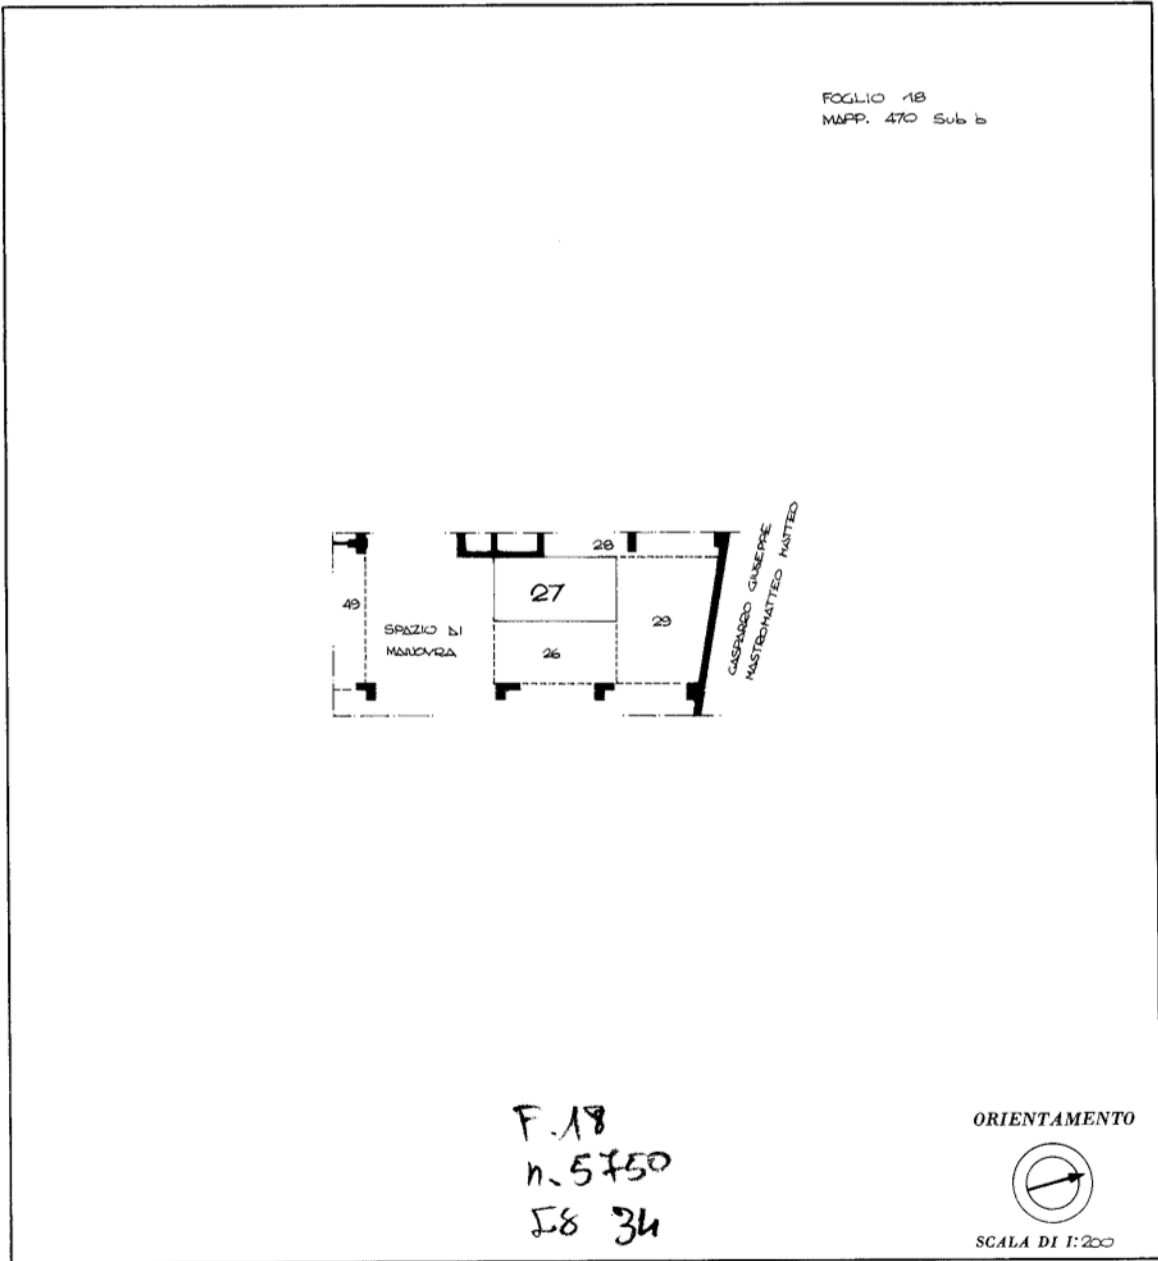 FOGLIO 18
MAPP. 470 Sub b
28
27
49
29
SPAZIO DI
MANOVRA
26
GASPARRO GIUSEPPE
MASTROMATTEO MATTEO
F. 18
n. 5750
34
ORIENTAMENTO
SCALA DI 1:200